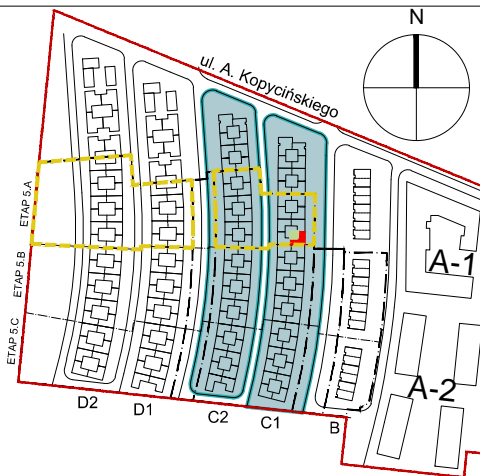 N
ul. A. Kopycińskiego
ETAP 5.A
ETAP 5.B
ETAP 5.C
A-1
A-2
D2
D1
C2
C1
B